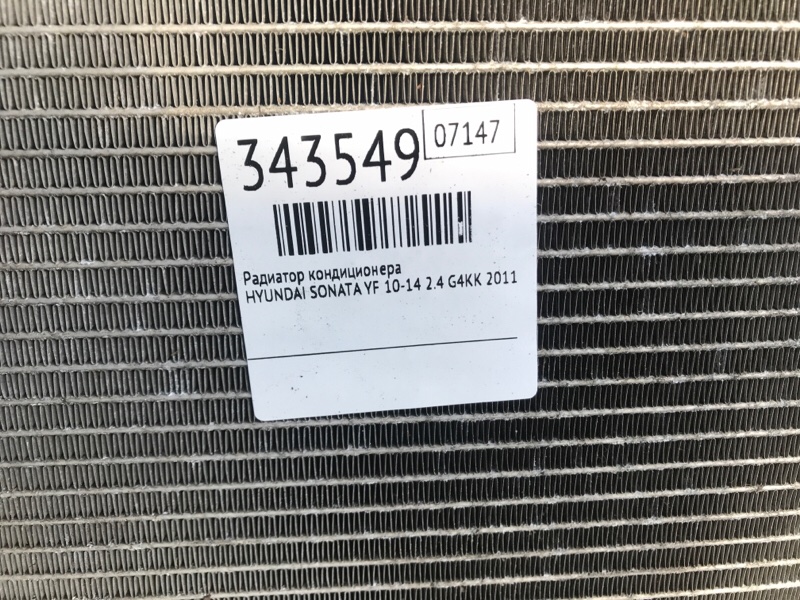 343549
07147
Радиатор кондиционера
HYUNDAI SONATA YF 10-14 2.4 G4KK 2011